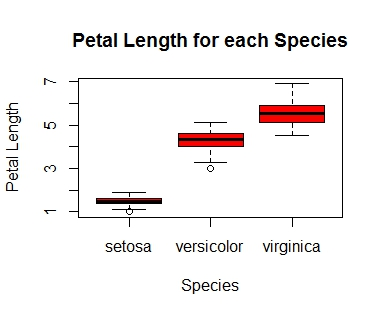 Petal Length for each Species
Petal Length
7
5
3
1
setosa versicolor virginica
Species